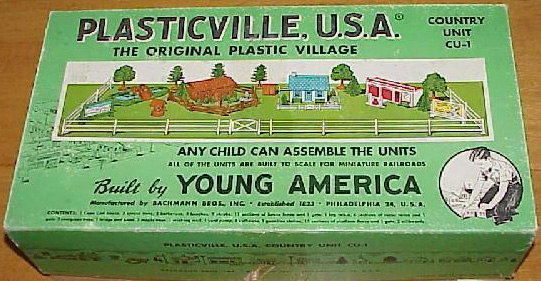 PLASTICVILLE, U.S.A.®
COUNTRY
UNIT
CU-1
THE ORIGINAL PLASTIC VILLAGE
ANY CHILD CAN ASSEMBLE THE UNITS
ALL OF THE UNITS ARE BUILT TO SCALE FOR MINIATURE RAILROADS
Built by YOUNG AMERICA
Manufactured by BACHMANN BROS., INC. • Established 1833 • PHILADELPHIA 24, U.S.A.
CONTENTS:
PLASTICVILLE, U.S.A. COUNTRY UNIT CU-1